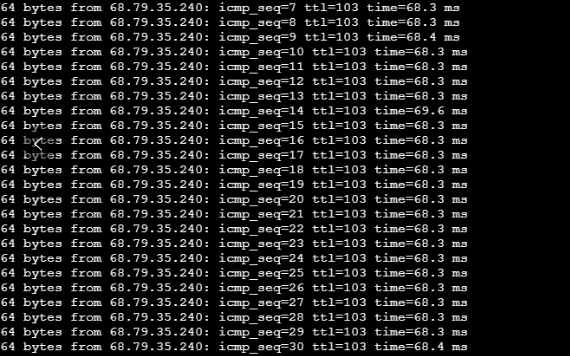 64 bytes from 68.79.35.240: icmp_seq=7 ttl=103 time=68.3 ms
64 bytes from 68.79.35.240: icmp_seq=8 ttl=103 time=68.3 ms
64 bytes from 68.79.35.240: icmp_seq=9 ttl=103 time=68.4 ms
64 bytes from 68.79.35.240: icmp_seq=10 ttl=103 time=68.3 ms
64 bytes from 68.79.35.240: icmp_seq=11 ttl=103 time=68.3 ms
64 bytes from 68.79.35.240: icmp_seq=12 ttl=103 time=68.3 ms
64 bytes from 68.79.35.240: icmp_seq=13 ttl=103 time=68.3 ms
64 bytes from 68.79.35.240: icmp_seq=14 ttl=103 time=69.6 ms
64 bytes from 68.79.35.240: icmp_seq=15 ttl=103 time=68.3 ms
64 bytes from 68.79.35.240: icmp_seq=16 ttl=103 time=68.3 ms
64 bytes from 68.79.35.240: icmp_seq=17 ttl=103 time=68.3 ms
64 bytes from 68.79.35.240: icmp_seq=18 ttl=103 time=68.3 ms
64 bytes from 68.79.35.240: icmp_seq=19 ttl=103 time=68.3 ms
64 bytes from 68.79.35.240: icmp_seq=20 ttl=103 time=68.3 ms
64 bytes from 68.79.35.240: icmp_seq=21 ttl=103 time=68.3 ms
64 bytes from 68.79.35.240: icmp_seq=22 ttl=103 time=68.3 ms
64 bytes from 68.79.35.240: icmp_seq=23 ttl=103 time=68.3 ms
64 bytes from 68.79.35.240: icmp_seq=24 ttl=103 time=68.3 ms
64 bytes from 68.79.35.240: icmp_seq=25 ttl=103 time=68.3 ms
64 bytes from 68.79.35.240: icmp_seq=26 ttl=103 time=68.3 ms
64 bytes from 68.79.35.240: icmp_seq=27 ttl=103 time=68.3 ms
64 bytes from 68.79.35.240: icmp_seq=28 ttl=103 time=68.3 ms
64 bytes from 68.79.35.240: icmp_seq=29 ttl=103 time=68.3 ms
64 bytes from 68.79.35.240: icmp_seq=30 ttl=103 time=68.4 ms